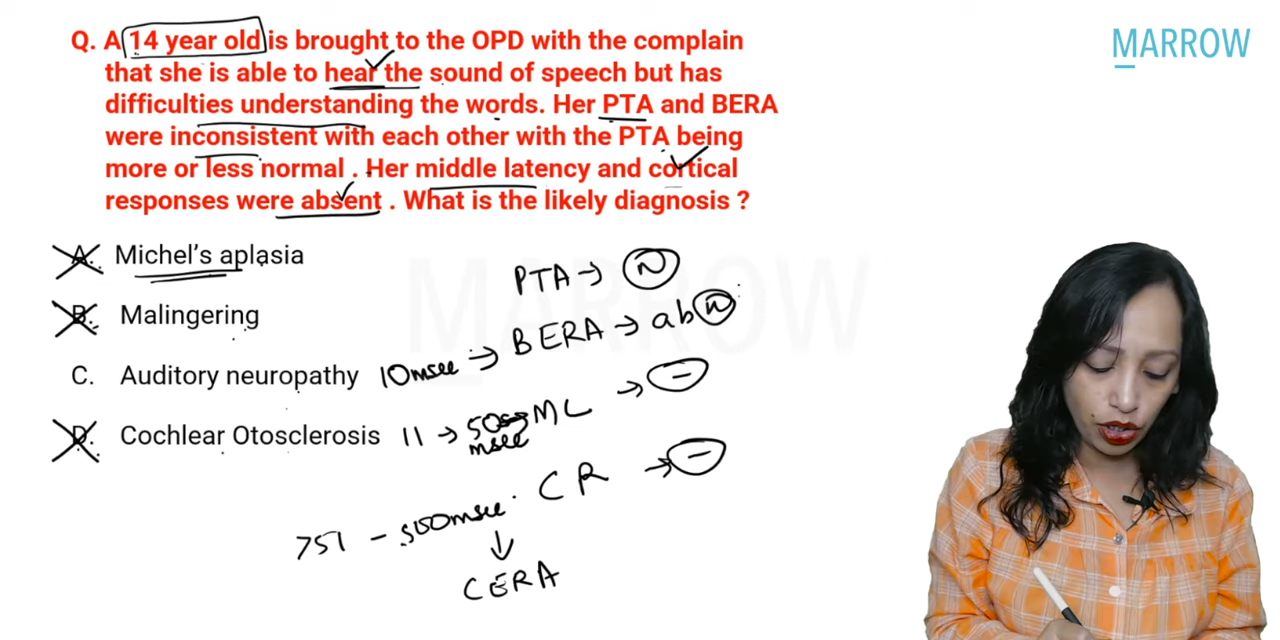 MARROW
Q. A 14 year old is brought to the OPD with the complain
that she is able to hear the sound of speech but has
difficulties understanding the words. Her PTA and BERA
were inconsistent with each other with the PTA being
more or less normal . Her middle latency and cortical
responses were absent . What is the likely diagnosis ?
A. Michel's aplasia
B. Malingering
C. Auditory neuropathy
D. Cochlear Otosclerosis
PTA → N
10msec → BERA → ab N
11 → 50 msec ML → -
>51 - 500msec. CR → -
↓
CERA
MARROW